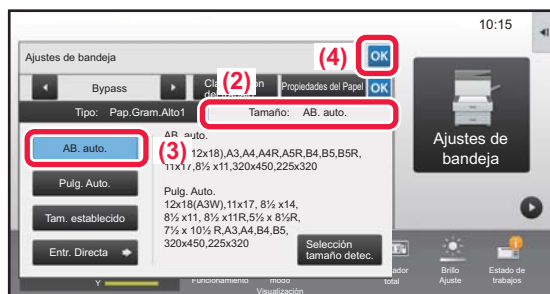 10:15
Ajustes de bandeja
(4)
OK
Bypass
(2)
Propiedades del Papel
OK
Tipo: Pap.Gram.Alto1
Tamaño: AB. auto.
AB. auto.
(3)
AB. auto.
12x18),A3,A4,A4R,A5R,B4,B5,B5R,
11x17,8½ x11,320x450,225x320
Pulg. Auto.
Pulg. Auto.
12x18(A3W),11x17, 8½ x14,
8½ x11, 8½ x11R,5½ x 8½R,
7½ x 10½ R,A3,A4,B4,B5,
320x450,225x320
Tam. establecido
Entr. Directa
Selección
tamaño detec.
Ajustes de
bandeja
Y
Funcionamiento
modo
Visualización
total
Brillo
Ajuste
Estado de
trabajos